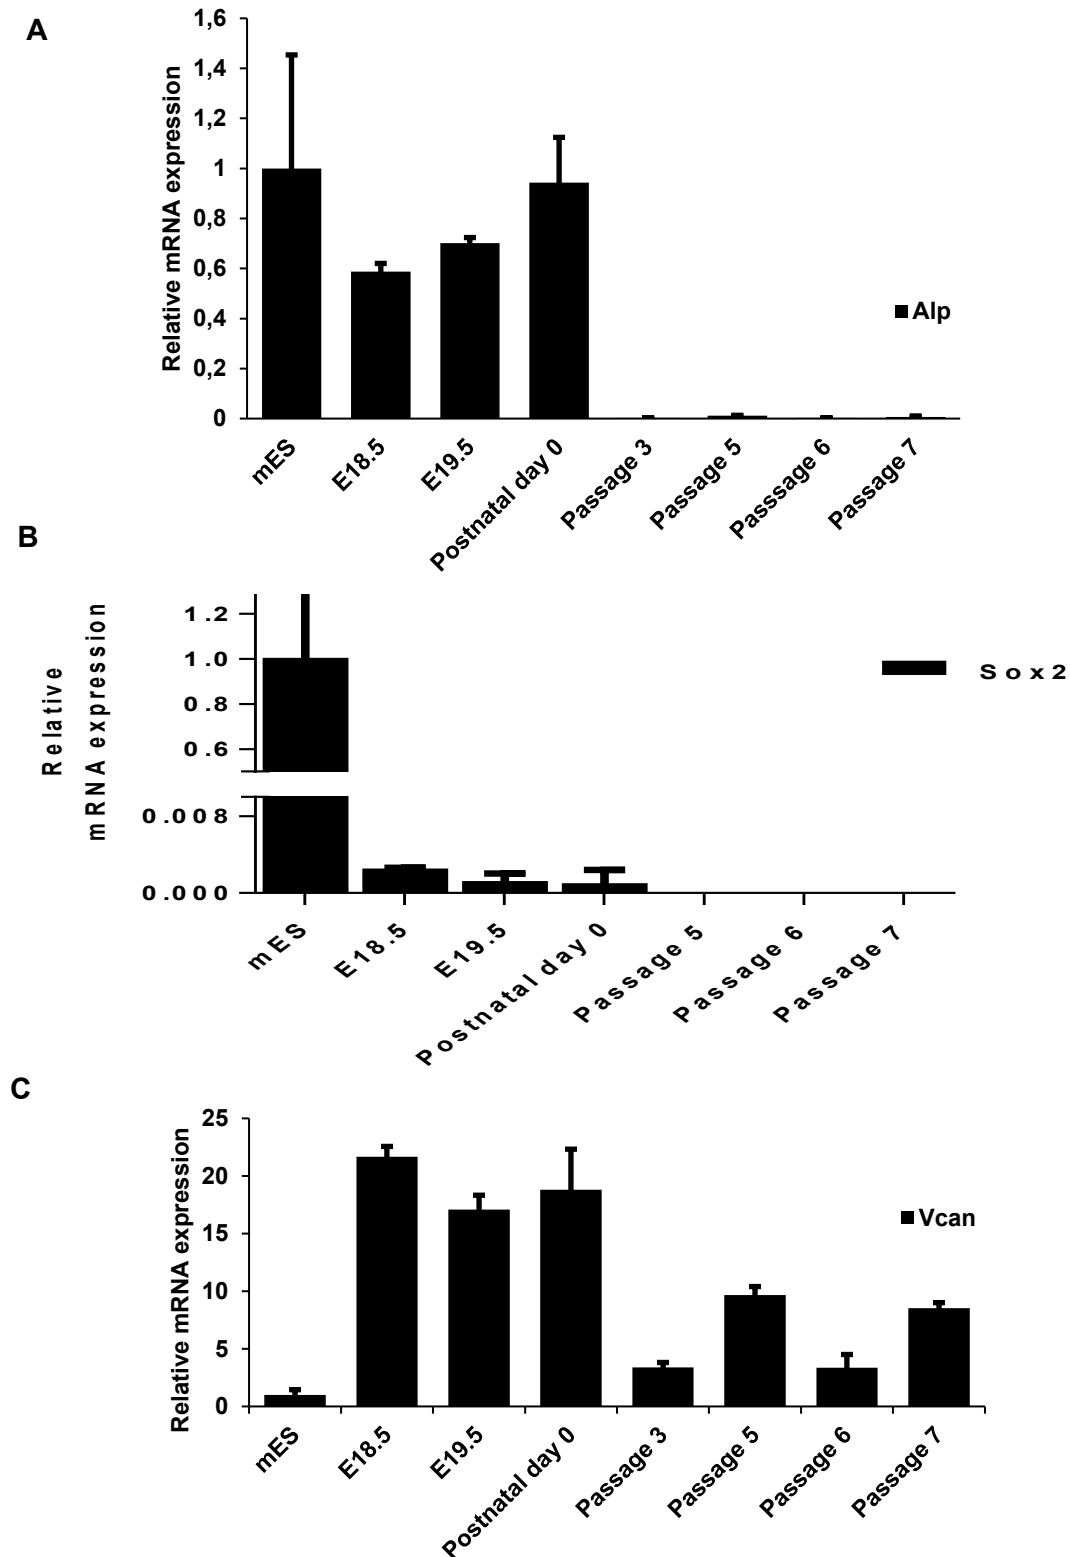 A
Relative mRNA expression
1,6
1,4
1,2
1
0,8
0,6
0,4
0,2
0
Alp
mES
E18.5
E19.5
Postnatal day 0
Passage 3
Passage 5
Passsage 6
Passage 7
B
Relative
mRNA expression
1.2
1.0
0.8
0.6
0.008
0.000
Sox2
mES
E18.5
E19.5
Postnatal day 0
Passage 5
Passage 6
Passage 7
C
Relative mRNA expression
25
20
15
10
5
0
Vcan
mES
E18.5
E19.5
Postnatal day 0
Passage 3
Passage 5
Passage 6
Passage 7